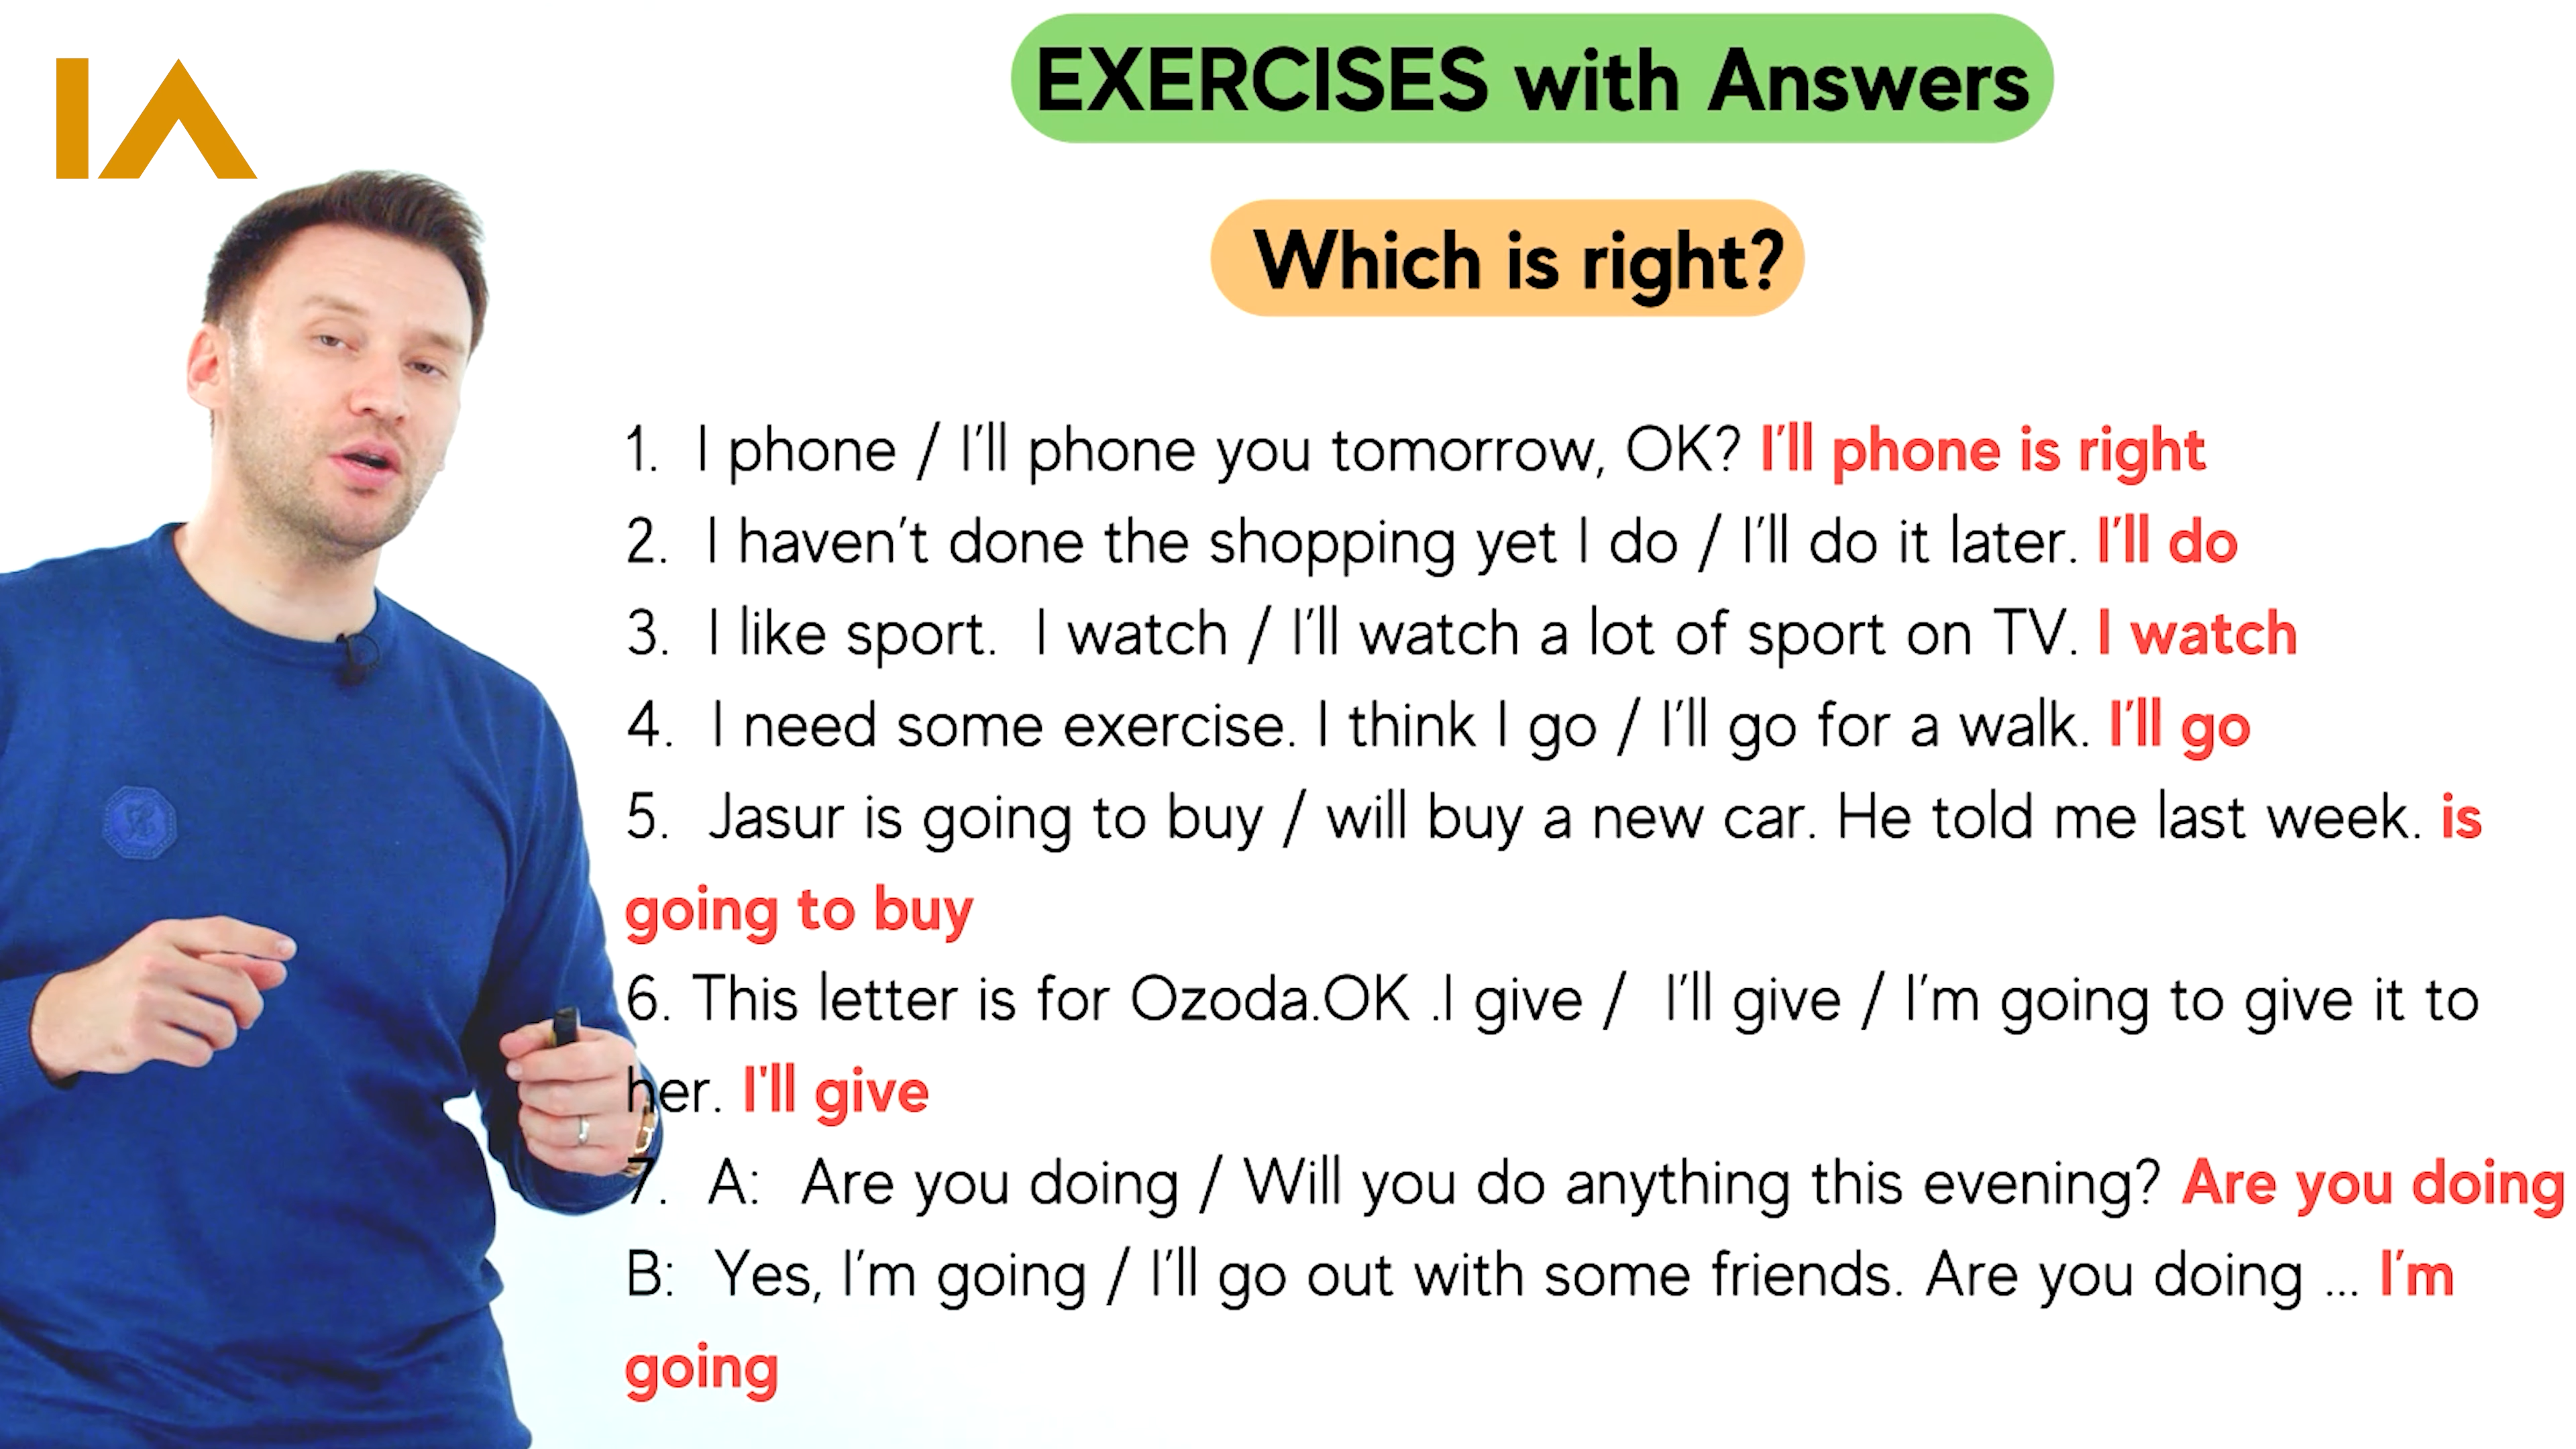 IA
EXERCISES with Answers
Which is right?
1. I phone / I'll phone you tomorrow, OK? I'll phone is right
2. I haven't done the shopping yet I do / I'll do it later. I'll do
3. I like sport. I watch / I'll watch a lot of sport on TV. I watch
4. I need some exercise. I think I go / I'll go for a walk. I'll go
5. Jasur is going to buy / will buy a new car. He told me last week. is
going to buy
6. This letter is for Ozoda.OK .I give / I'll give / I'm going to give it to
her. I'll give
7. A: Are you doing / Will you do anything this evening? Are you doing
B: Yes, I'm going / I'll go out with some friends. Are you doing ... I'm
going